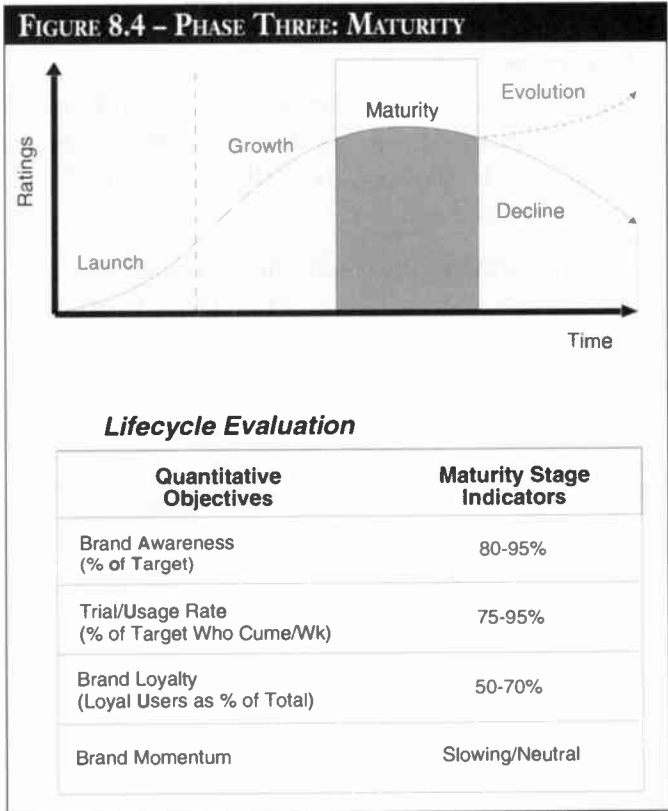 FIGURE 8.4 – PHASE THREE: MATURITY
Ratings
Launch
Growth
Maturity
Evolution
Decline
Time
Lifecycle Evaluation
Quantitative
Objectives
Maturity Stage
Indicators
Brand Awareness
(% of Target)
80-95%
Trial/Usage Rate
(% of Target Who Cume/Wk)
75-95%
Brand Loyalty
(Loyal Users as % of Total)
50-70%
Brand Momentum
Slowing/Neutral